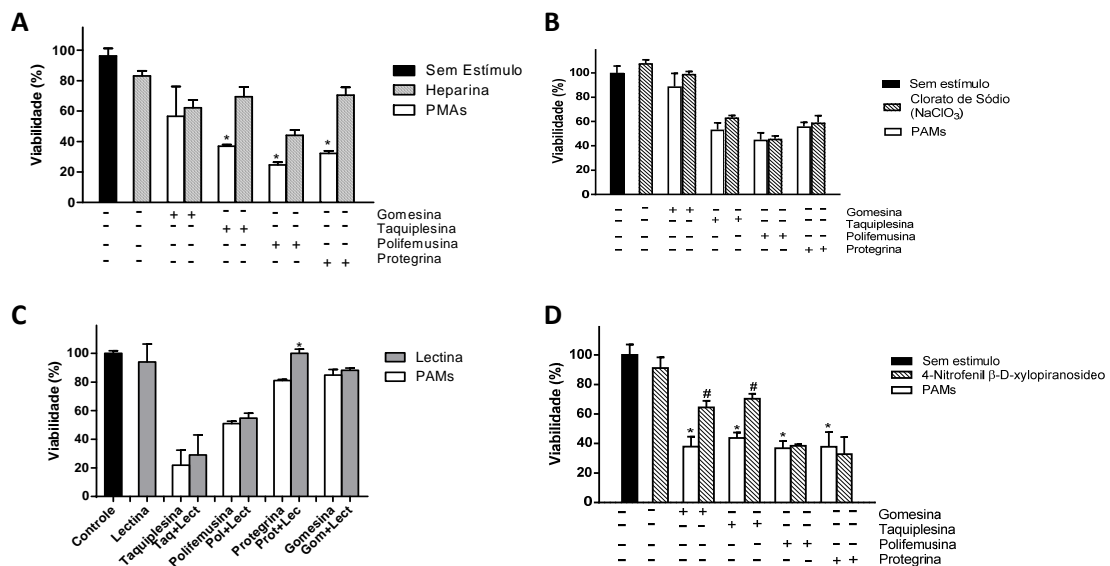 A
Viabilidade (%)
100
80
60
40
20
0
Sem Estímulo
Heparina
PMAs
* * *
- - + + - - - - - - Gomesina
- - - - + + - - - - Taquiplesina
- - - - - - + + - - Polifemusina
- - - - - - - - + + Protegrina
B
Viabilidade (%)
100
80
60
40
20
0
Sem estímulo
Clorato de Sódio
(NaClO₃)
PAMs
- - + + - - - - - - Gomesina
- - - - + + - - - - Taquiplesina
- - - - - - + + - - Polifemusina
- - - - - - - - + + Protegrina
C
Viabilidade (%)
100
80
60
40
20
0
*
Lectina
PAMs
Controle
Lectina
Taquiplesina
Taq+Lect
Polifemusina
Pol+Lect
Protegrina
Prot+Lec
Gomesina
Gom+Lect
D
Viabilidade (%)
100
80
60
40
20
0
Sem estimulo
4-Nitrofenil β-D-xylopiranosideo
PAMs
* # * # * *
- - + + - - - - - - Gomesina
- - - - + + - - - - Taquiplesina
- - - - - - + + - - Polifemusina
- - - - - - - - + + Protegrina